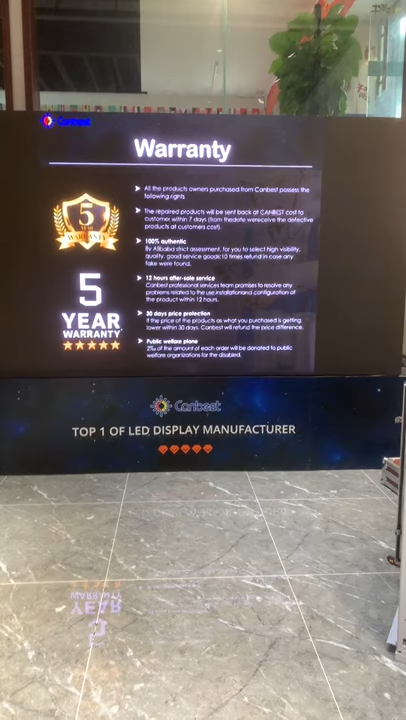 Canbest
Warranty
All the products owners purchased from Canbest possess the
following rights
The repaired products will be sent back at CANBEST cost to
customer within 7 days (from thedate wereceive the defective
products at customers cost).
100% authentic
By Alibaba strict assessment, for you to select high visibility,
quality, good service goods:10 times refund in case any
fake were found.
12 hours after-sale service
Canbest professional services team promises to resolve any
problems related to the use,installationand configuration of
the product within 12 hours.
30 days price protection
If the price of the products as what you purchased is getting
lower within 30 days, Canbest will refund the price difference.
Public welfare plane
2‰ of the amount of each order will be donated to public
welfare organizations for the disabled.
5
YEAR
WARRANTY
5
YEAR
WARRANTY
Canbest
TOP 1 OF LED DISPLAY MANUFACTURER